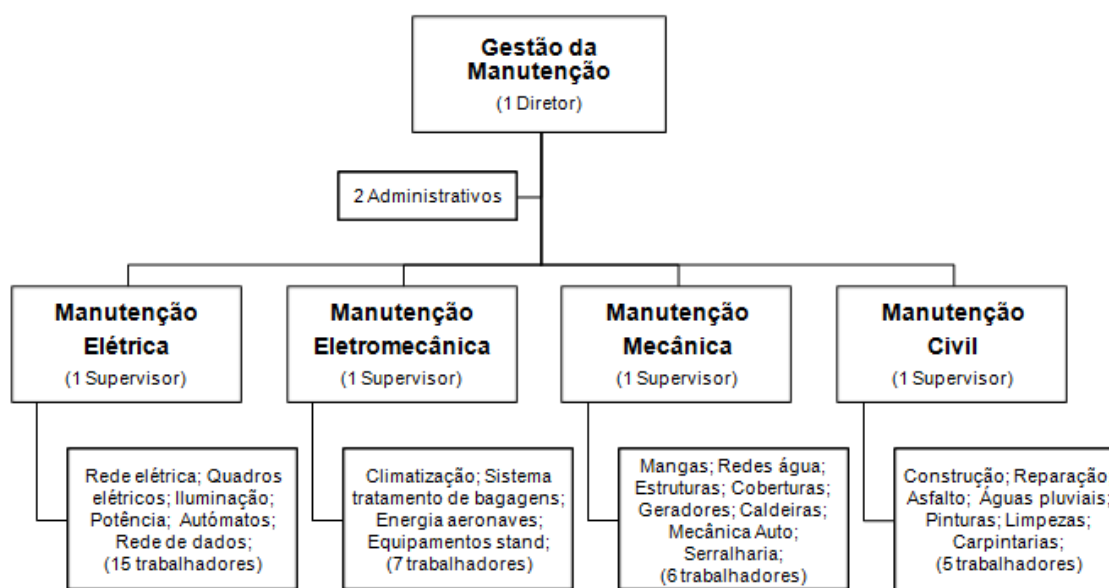 Gestão da
Manutenção
(1 Diretor)
2 Administrativos
Manutenção
Elétrica
(1 Supervisor)
Manutenção
Eletromecânica
(1 Supervisor)
Manutenção
Mecânica
(1 Supervisor)
Manutenção
Civil
(1 Supervisor)
Rede elétrica; Quadros
elétricos; Iluminação;
Potência; Autómatos;
Rede de dados;
(15 trabalhadores)
Climatização; Sistema
tratamento de bagagens;
Energia aeronaves;
Equipamentos stand;
(7 trabalhadores)
Mangas; Redes água;
Estruturas; Coberturas;
Geradores; Caldeiras;
Mecânica Auto;
Serralharia;
(6 trabalhadores)
Construção; Reparação
Asfalto; Águas pluviais;
Pinturas; Limpezas;
Carpintarias;
(5 trabalhadores)